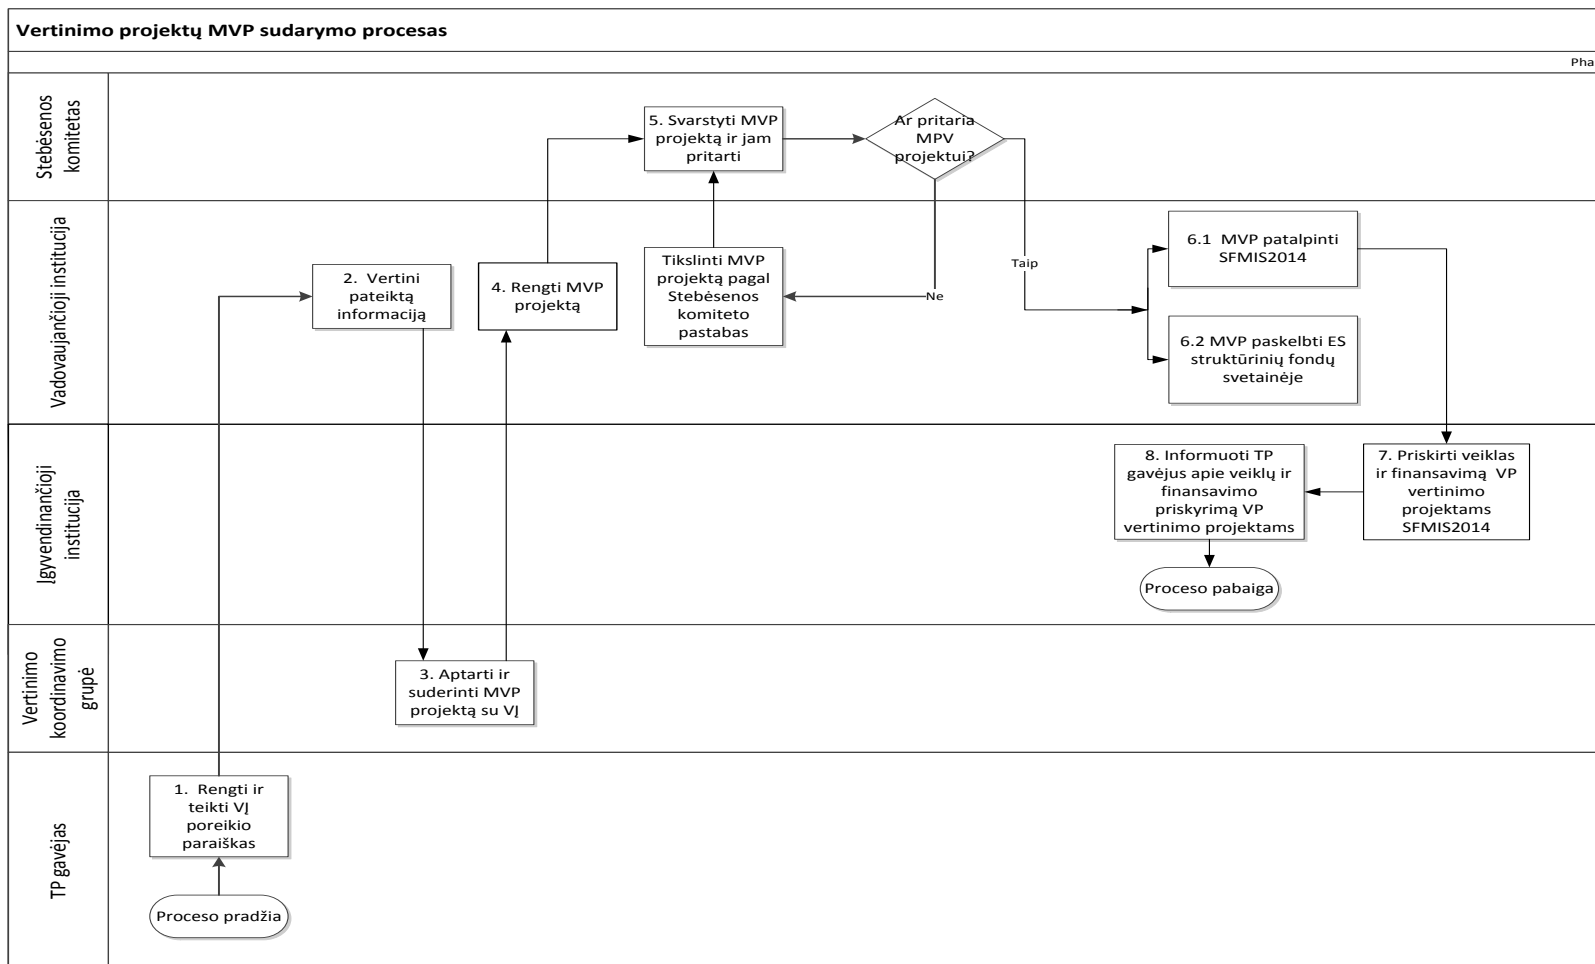 Vertinimo projektų MVP sudarymo procesas
Pha
Stebėsenos
komitetas
5. Svarstyti MVP
projektą ir jam
pritarti
Ar pritaria
MPV
projektui?
Vadovaujančioji institucija
2. Vertini
pateiktą
informaciją
4. Rengti MVP
projektą
Tikslinti MVP
projektą pagal
Stebėsenos
komiteto
pastabas
Ne
Taip
6.1 MVP patalpinti
SFMIS2014
6.2 MVP paskelbti ES
struktūrinių fondų
svetainėje
Įgyvendinančioji
institucija
8. Informuoti TP
gavėjus apie veiklų ir
finansavimo
priskyrimą VP
vertinimo projektams
7. Priskirti veiklas
ir finansavimą VP
vertinimo
projektams
SFMIS2014
Proceso pabaiga
Vertinimo
koordinavimo
grupė
3. Aptarti ir
suderinti MVP
projektą su VĮ
TP gavėjas
1. Rengti ir
teikti VĮ
poreikio
paraiškas
Proceso pradžia